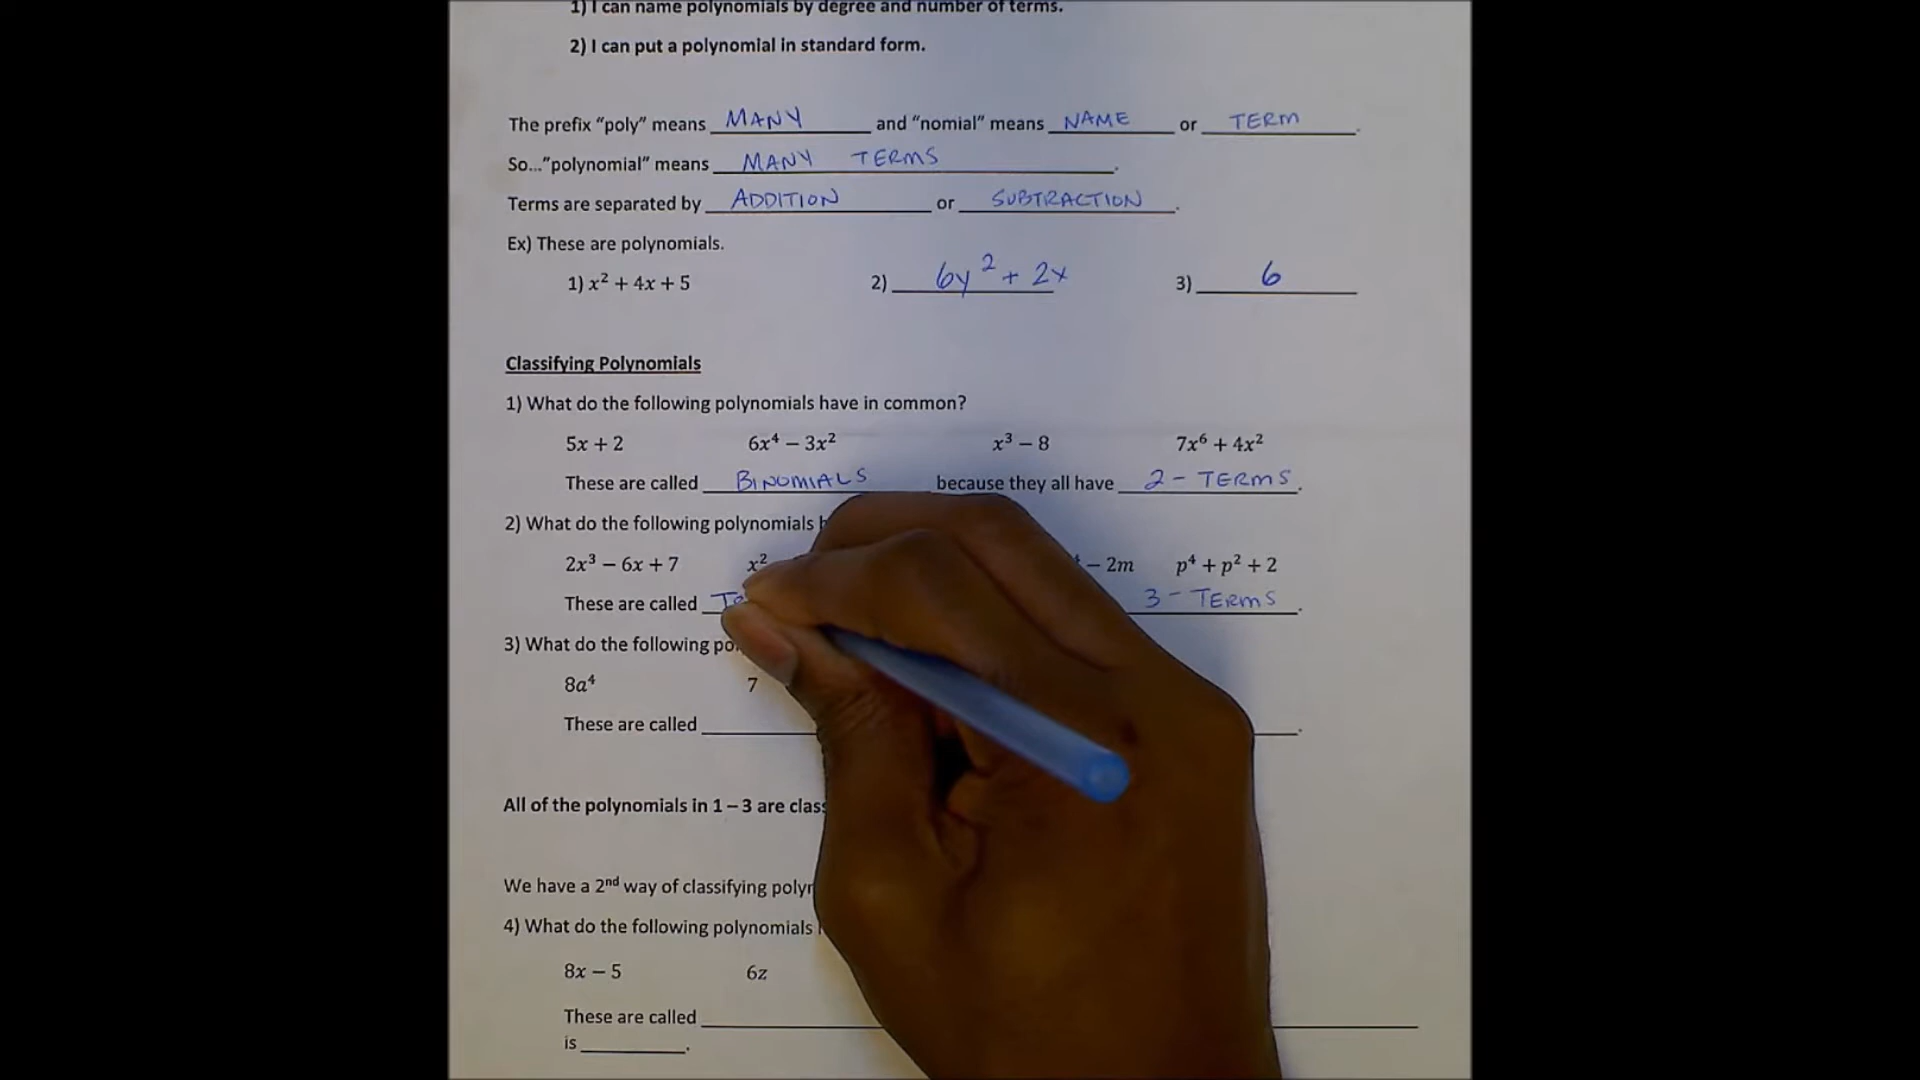 1) I can name polynomials by degree and number of terms.
2) I can put a polynomial in standard form.
The prefix “poly” means MANY and “nomial” means NAME or TERM.
So...”polynomial” means MANY TERMS.
Terms are separated by ADDITION or SUBTRACTION.
Ex) These are polynomials.
1) x² + 4x + 5 2) 6y² + 2x 3) 6
Classifying Polynomials
1) What do the following polynomials have in common?
5x + 2 6x⁴ – 3x² x³ – 8 7x⁶ + 4x²
These are called BINOMIALS because they all have 2 - TERMS.
2) What do the following polynomials
2x³ – 6x + 7 x² – 2m p⁴ + p² + 2
These are called 3 - TERMS.
3) What do the following
8a⁴ 7
These are called
All of the polynomials in 1 – 3 are
We have a 2nd way of classifying
4) What do the following polynomials
8x – 5 6z
These are called
is .